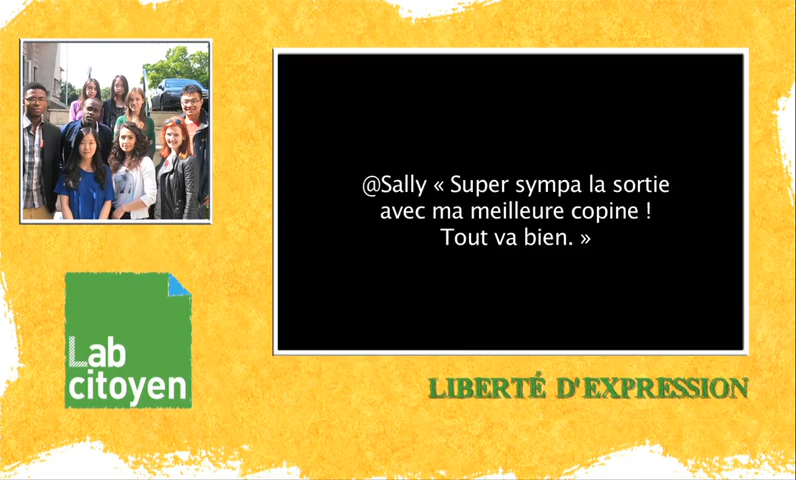 @Sally « Super sympa la sortie
avec ma meilleure copine !
Tout va bien. »
Lab
citoyen
LIBERTÉ D'EXPRESSION